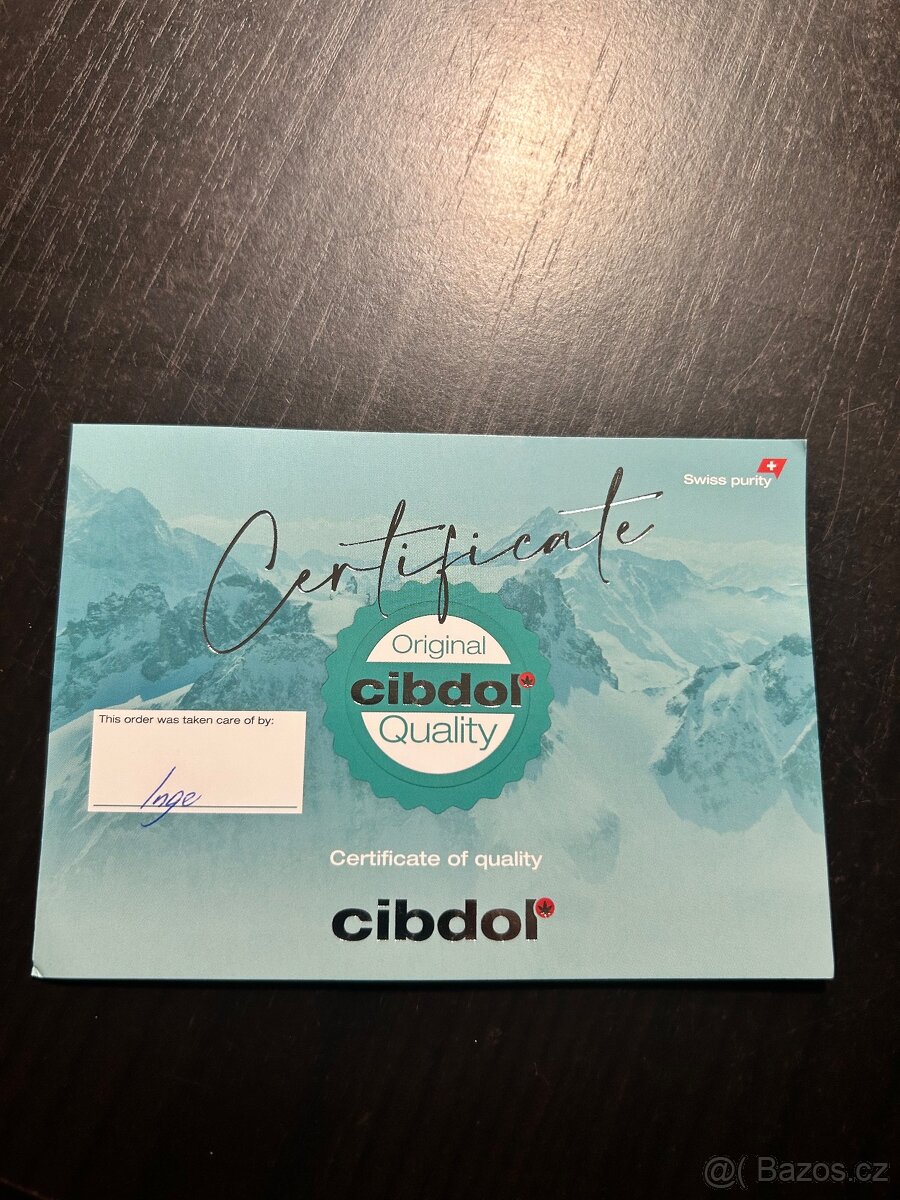 Swiss purity
Certificate
Original
cibdol
Quality
This order was taken care of by:
Inge
Certificate of quality
cibdol
@( Bazos.cz